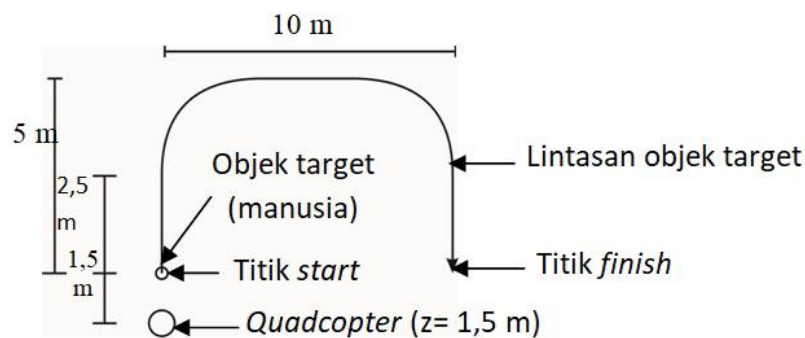 10 m
5 m
2,5
m
1,5
m
Objek target
(manusia)
Lintasan objek target
Titik start
Titik finish
Quadcopter (z= 1,5 m)